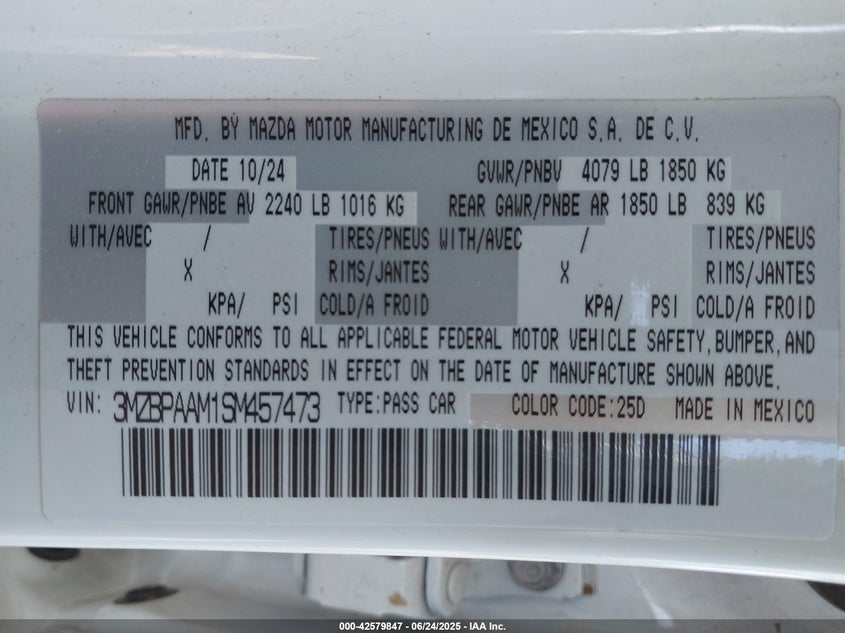 MFD. BY MAZDA MOTOR MANUFACTURING DE MEXICO S.A. DE C.V.
DATE 10/24 GVWR/PNBV 4079 LB 1850 KG
FRONT GAWR/PNBE AV 2240 LB 1016 KG REAR GAWR/PNBE AR 1850 LB 839 KG
WITH/AVEC / TIRES/PNEUS WITH/AVEC / TIRES/PNEUS
X RIMS/JANTES X RIMS/JANTES
KPA/ PSI COLD/A FROID KPA/ PSI COLD/A FROID
THIS VEHICLE CONFORMS TO ALL APPLICABLE FEDERAL MOTOR VEHICLE SAFETY, BUMPER, AND
THEFT PREVENTION STANDARDS IN EFFECT ON THE DATE OF MANUFACTURE SHOWN ABOVE.
VIN: 3MZBPAAM1SM457473 TYPE:PASS CAR COLOR CODE:25D MADE IN MEXICO
000-42579847 - 06/24/2025 - IAA Inc.